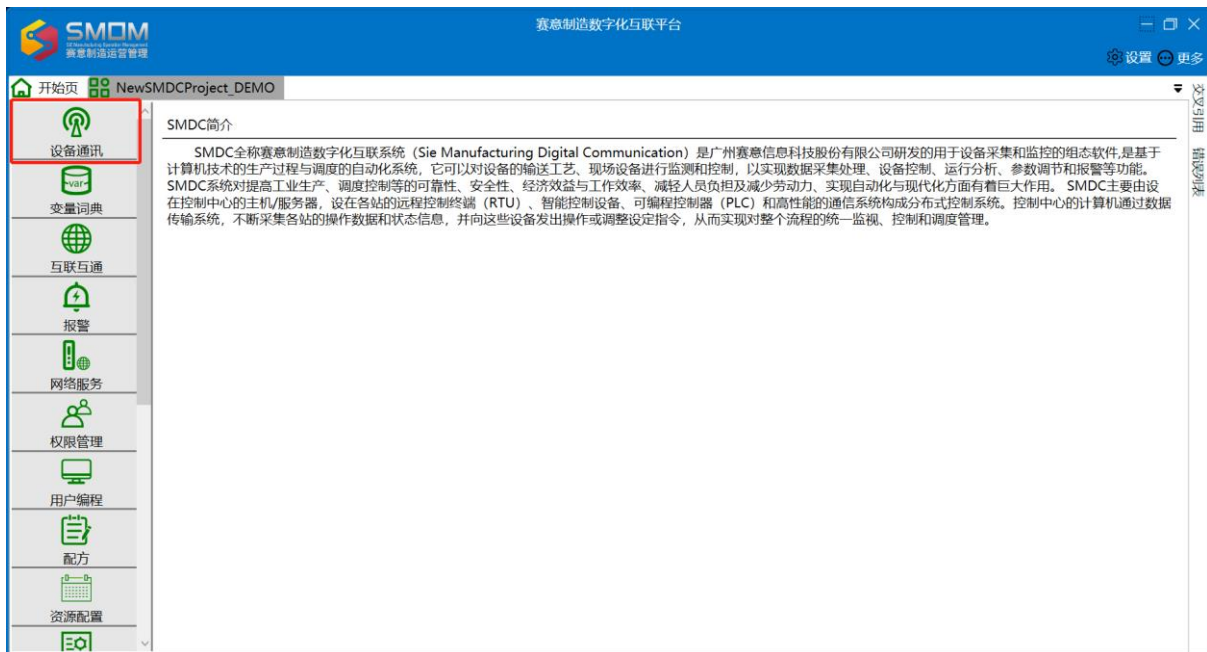 SMOM
赛意制造运营管理
赛意制造数字化互联平台
设置 更多
开始页 NewSMDCProject_DEMO
设备通讯
var
变量词典
互联互通
报警
网络服务
权限管理
用户编程
配方
资源配置
SMDC简介
SMDC全称赛意制造数字化互联系统（Sie Manufacturing Digital Communication）是广州赛意信息科技股份有限公司研发的用于设备采集和监控的组态软件,是基于
计算机技术的生产过程与调度的自动化系统，它可以对设备的输送工艺、现场设备进行监测和控制，以实现数据采集处理、设备控制、运行分析、参数调节和报警等功能。
SMDC系统对提高工业生产、调度控制等的可靠性、安全性、经济效益与工作效率、减轻人员负担及减少劳动力、实现自动化与现代化方面有着巨大作用。 SMDC主要由设
在控制中心的主机/服务器，设在各站的远程控制终端（RTU）、智能控制设备、可编程控制器（PLC）和高性能的通信系统构成分布式控制系统。控制中心的计算机通过数据
传输系统，不断采集各站的操作数据和状态信息，并向这些设备发出操作或调整设定指令，从而实现对整个流程的统一监视、控制和调度管理。
交叉引用
错误列表